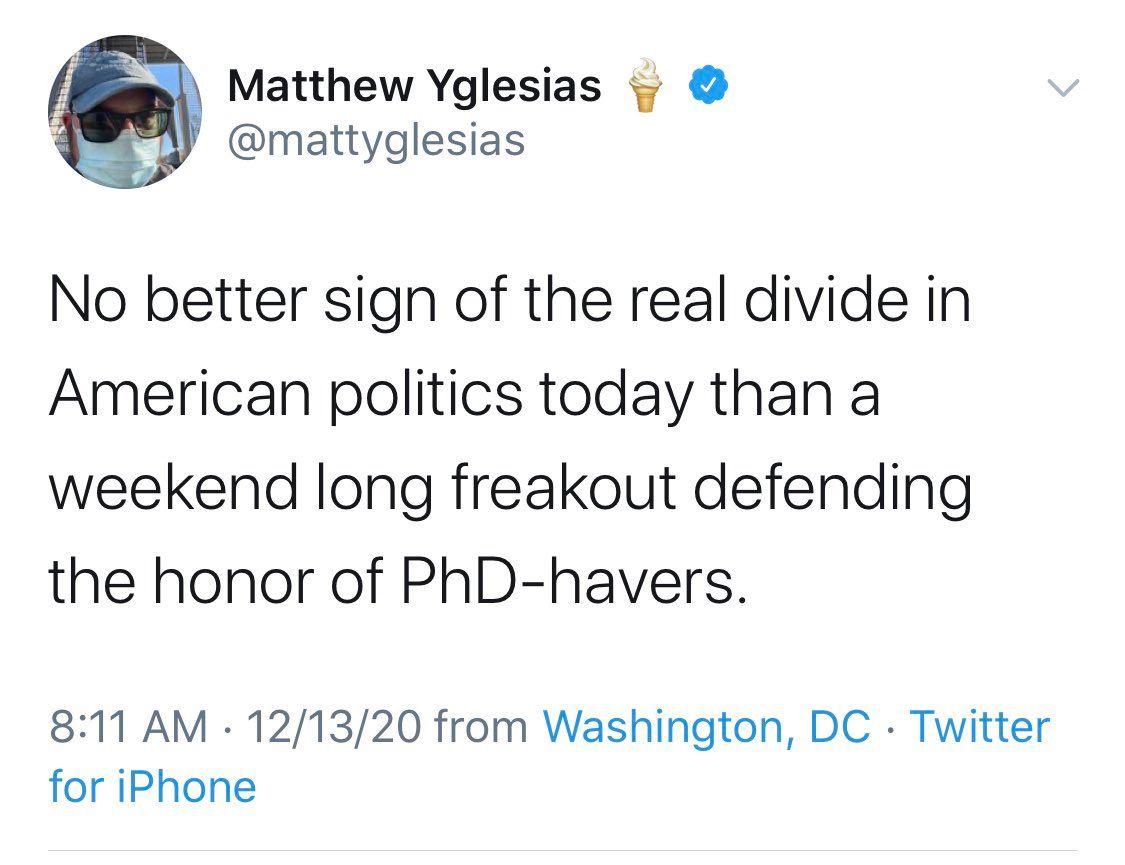 Matthew Yglesias 🍦
@mattyglesias
No better sign of the real divide in
American politics today than a
weekend long freakout defending
the honor of PhD-havers.
8:11 AM · 12/13/20 from Washington, DC · Twitter
for iPhone